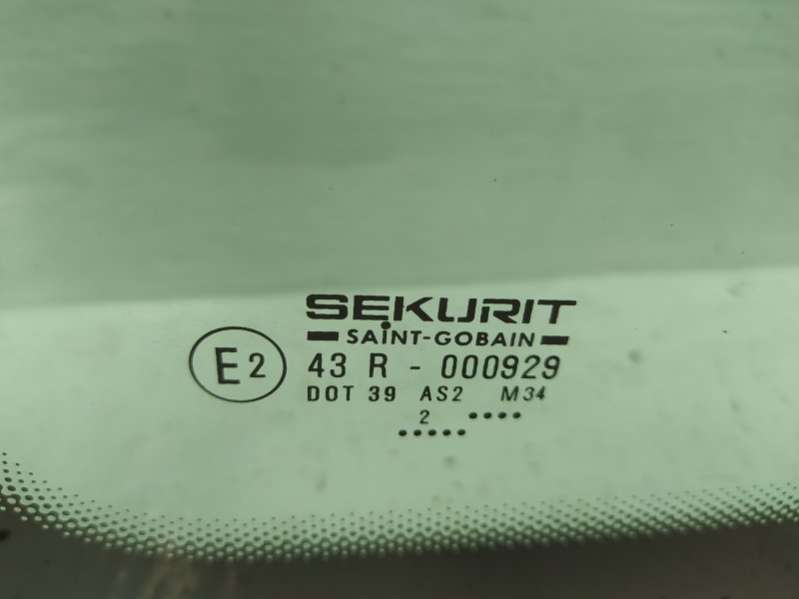 SEKURIT
SAINT-GOBAIN
E2
43 R - 000929
DOT 39 AS2 M34
2 ....
.....